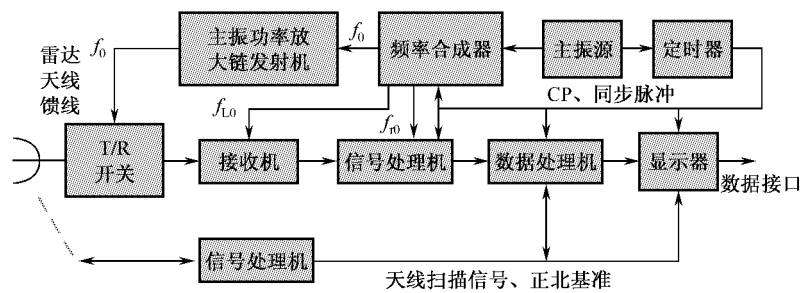 雷达
天线
馈线
f₀
主振功率放
大链发射机
f₀
频率合成器
主振源
定时器
CP、同步脉冲
f_L0
f_r0
T/R
开关
接收机
信号处理机
数据处理机
显示器
数据接口
信号处理机
天线扫描信号、正北基准